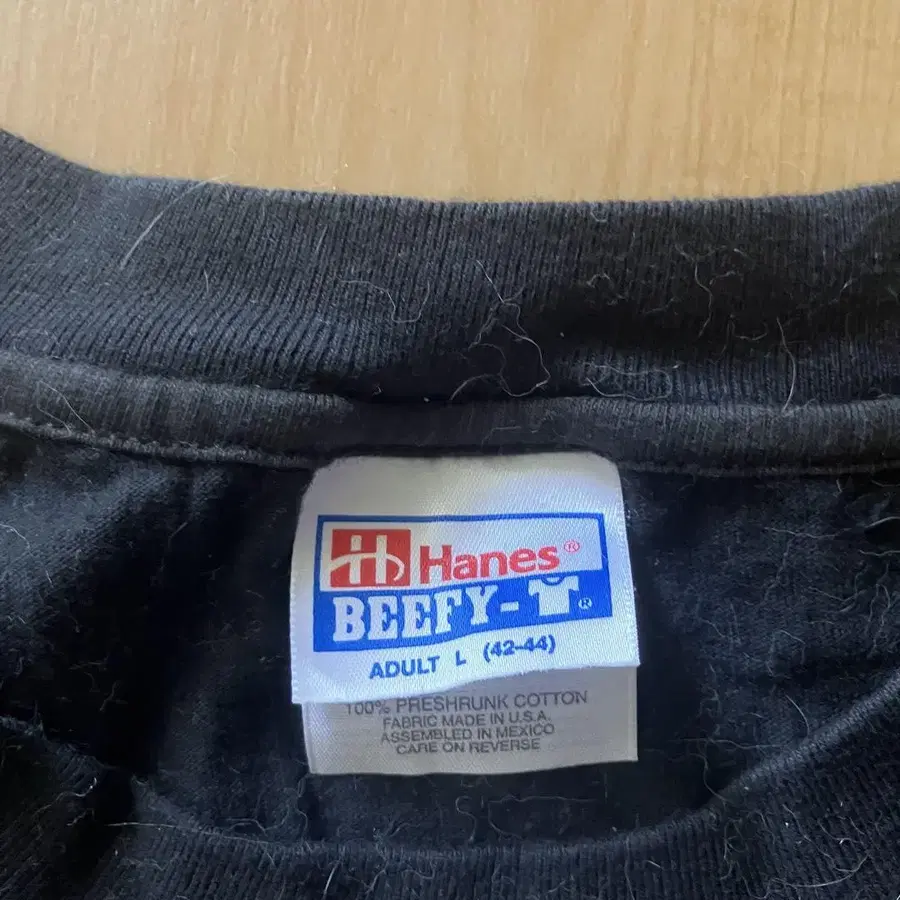 Hanes®
BEEFY-T®
ADULT L (42-44)
100% PRESHRUNK COTTON
FABRIC MADE IN U.S.A.
ASSEMBLED IN MEXICO
CARE ON REVERSE